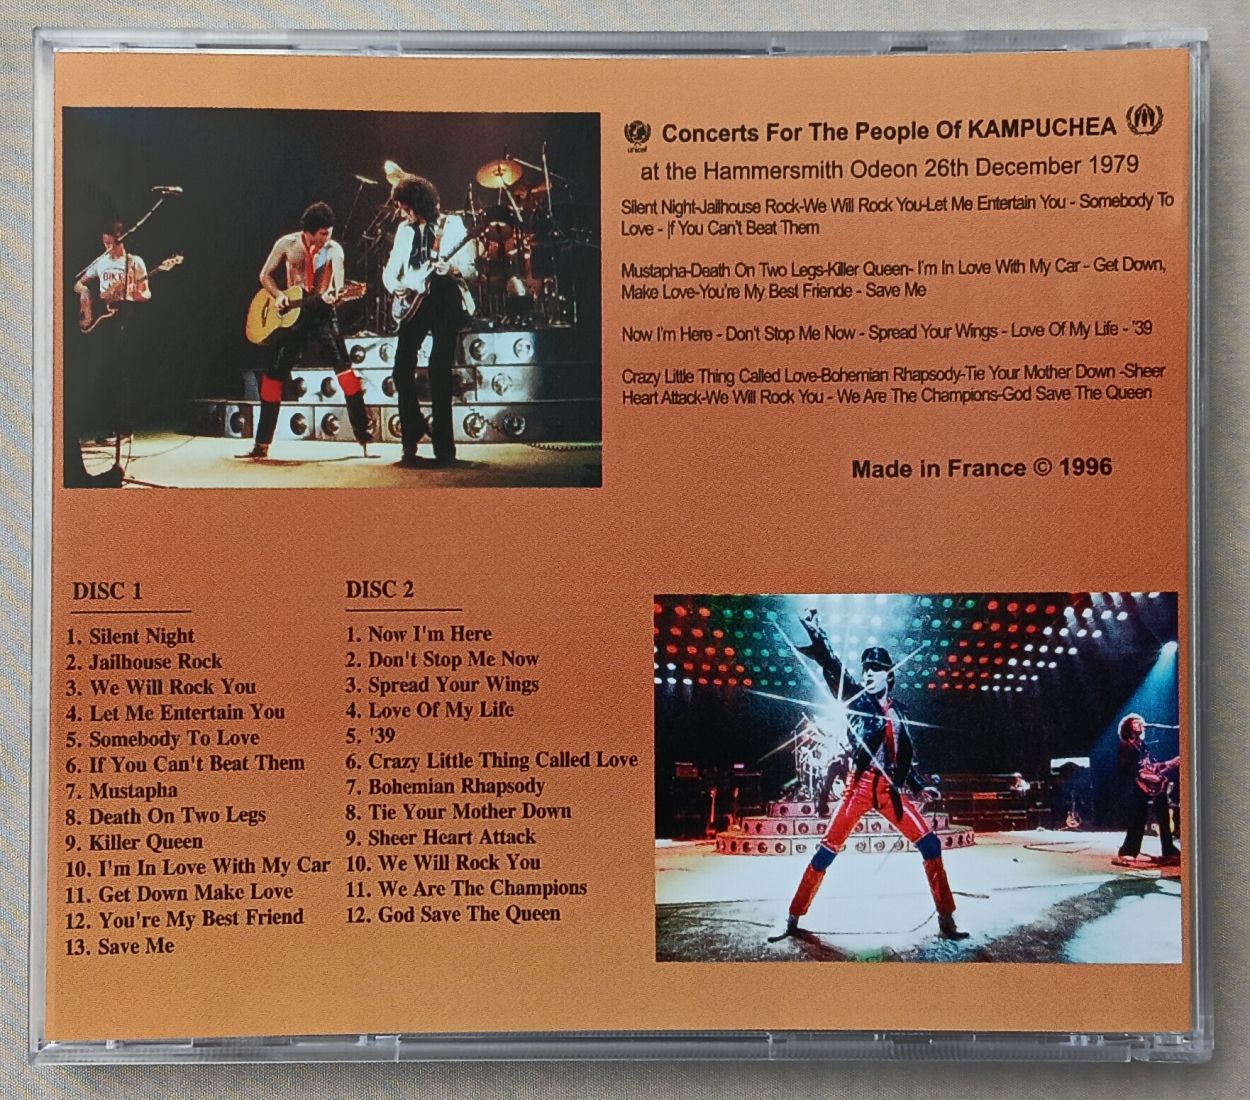 unicef
Concerts For The People Of KAMPUCHEA
at the Hammersmith Odeon 26th December 1979
Silent Night-Jailhouse Rock-We Will Rock You-Let Me Entertain You - Somebody To
Love - If You Can't Beat Them
Mustapha-Death On Two Legs-Killer Queen- I'm In Love With My Car - Get Down,
Make Love-You're My Best Friende - Save Me
Now I'm Here - Don't Stop Me Now - Spread Your Wings - Love Of My Life - '39
Crazy Little Thing Called Love-Bohemian Rhapsody-Tie Your Mother Down -Sheer
Heart Attack-We Will Rock You - We Are The Champions-God Save The Queen
Made in France © 1996
DISC 1
1. Silent Night
2. Jailhouse Rock
3. We Will Rock You
4. Let Me Entertain You
5. Somebody To Love
6. If You Can't Beat Them
7. Mustapha
8. Death On Two Legs
9. Killer Queen
10. I'm In Love With My Car
11. Get Down Make Love
12. You're My Best Friend
13. Save Me
DISC 2
1. Now I'm Here
2. Don't Stop Me Now
3. Spread Your Wings
4. Love Of My Life
5. '39
6. Crazy Little Thing Called Love
7. Bohemian Rhapsody
8. Tie Your Mother Down
9. Sheer Heart Attack
10. We Will Rock You
11. We Are The Champions
12. God Save The Queen